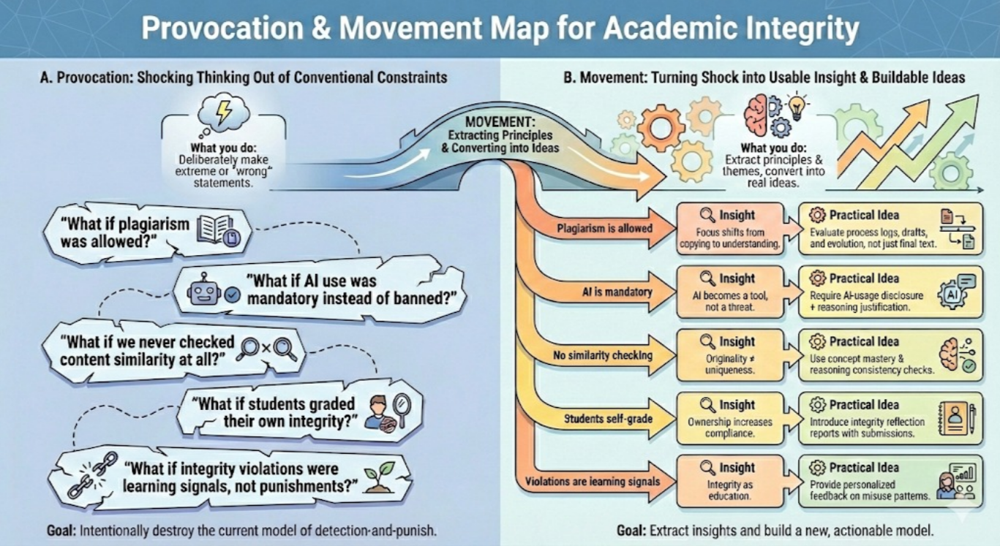 Provocation & Movement Map for Academic Integrity
A. Provocation: Shocking Thinking Out of Conventional Constraints
What you do:
Deliberately make
extreme or "wrong"
statements.
"What if plagiarism
was allowed?"
"What if AI use was
mandatory instead of banned?"
"What if we never checked
content similarity at all?"
"What if students graded
their own integrity?"
"What if integrity violations were
learning signals, not punishments?"
Goal: Intentionally destroy the current model of detection-and-punish.
MOVEMENT:
Extracting Principles
& Converting into Ideas
B. Movement: Turning Shock into Usable Insight & Buildable Ideas
What you do:
Extract principles &
themes, convert into
real ideas.
Plagiarism is allowed
Insight
Focus shifts from
copying to understanding.
Practical Idea
Evaluate process logs, drafts,
and evolution, not just final text.
AI is mandatory
Insight
AI becomes a tool,
not a threat.
Practical Idea
Require AI-usage disclosure
+ reasoning justification.
AI
No similarity checking
Insight
Originality ≠
uniqueness.
Practical Idea
Use concept mastery &
reasoning consistency checks.
Students self-grade
Insight
Ownership increases
compliance.
Practical Idea
Introduce integrity reflection
reports with submissions.
Violations are learning signals
Insight
Integrity as
education.
Practical Idea
Provide personalized
feedback on misuse patterns.
Goal: Extract insights and build a new, actionable model.